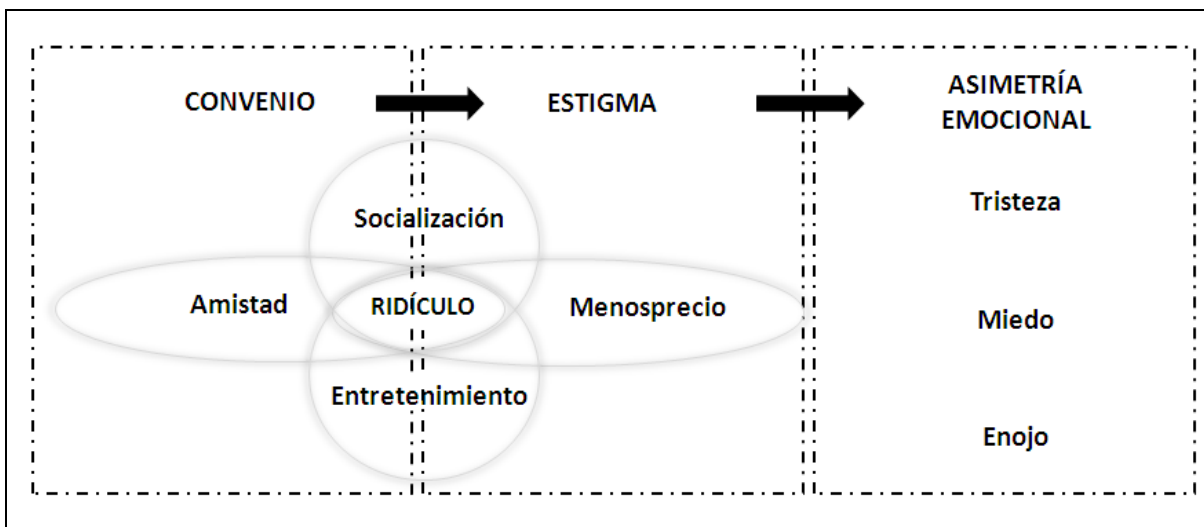 CONVENIO
ESTIGMA
ASIMETRÍA
EMOCIONAL
Socialización
Amistad
RIDÍCULO
Menosprecio
Entretenimiento
Tristeza
Miedo
Enojo